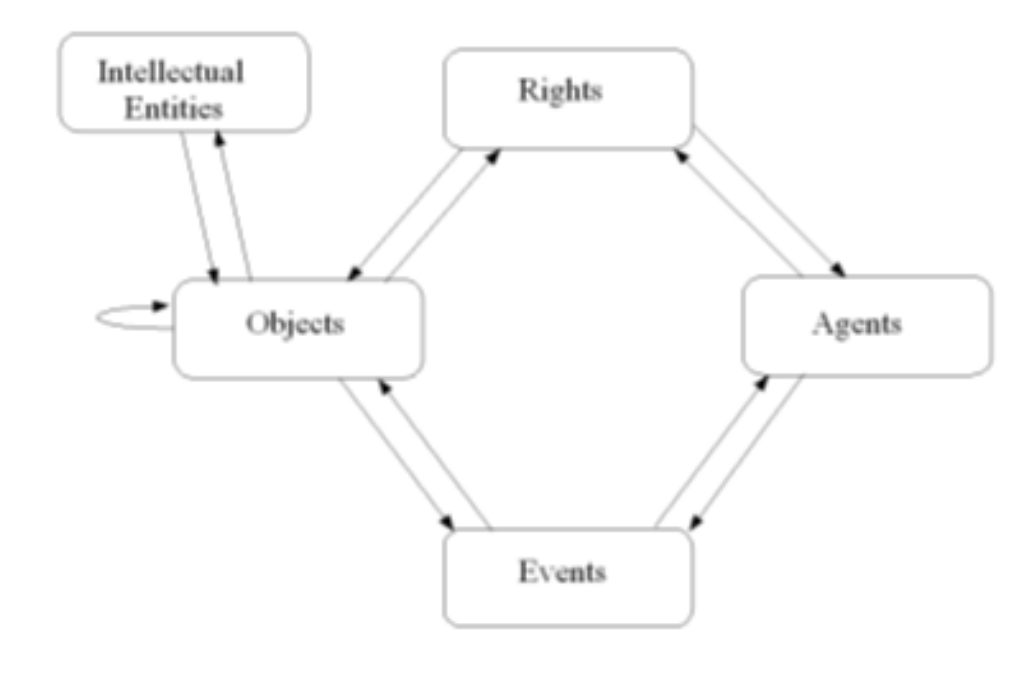 Intellectual
Entities
Rights
Objects
Agents
Events